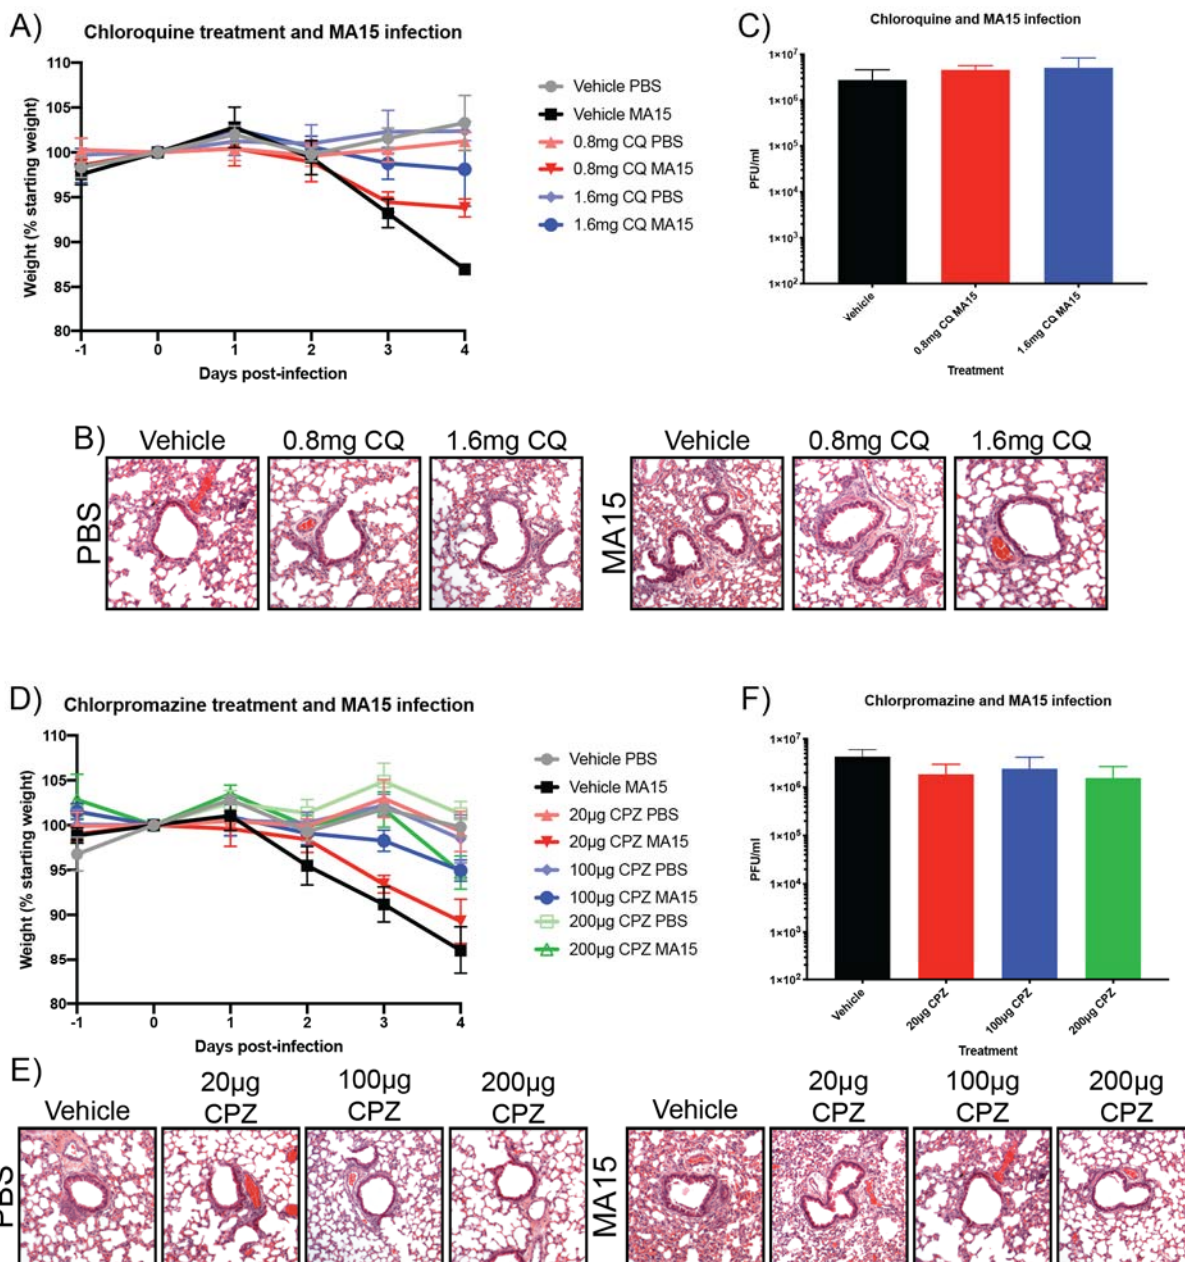 A)
Chloroquine treatment and MA15 infection
110
105
100
95
90
85
80
Weight (% starting weight)
-1 0 1 2 3 4
Days post-infection
Vehicle PBS
Vehicle MA15
0.8mg CQ PBS
0.8mg CQ MA15
1.6mg CQ PBS
1.6mg CQ MA15
C)
Chloroquine and MA15 infection
1×10⁷
1×10⁶
1×10⁵
1×10⁴
1×10³
1×10²
PFU/ml
Vehicle
0.8mg CQ MA15
1.6mg CQ MA15
Treatment
B)
Vehicle 0.8mg CQ 1.6mg CQ
PBS
Vehicle 0.8mg CQ 1.6mg CQ
MA15
D)
Chlorpromazine treatment and MA15 infection
110
105
100
95
90
85
80
Weight (% starting weight)
-1 0 1 2 3 4
Days post-infection
Vehicle PBS
Vehicle MA15
20µg CPZ PBS
20µg CPZ MA15
100µg CPZ PBS
100µg CPZ MA15
200µg CPZ PBS
200µg CPZ MA15
F)
Chlorpromazine and MA15 infection
1×10⁷
1×10⁶
1×10⁵
1×10⁴
1×10³
1×10²
PFU/ml
Vehicle
20µg CPZ
100µg CPZ
200µg CPZ
Treatment
E)
Vehicle
20µg
CPZ
100µg
CPZ
200µg
CPZ
PBS
Vehicle
20µg
CPZ
100µg
CPZ
200µg
CPZ
MA15